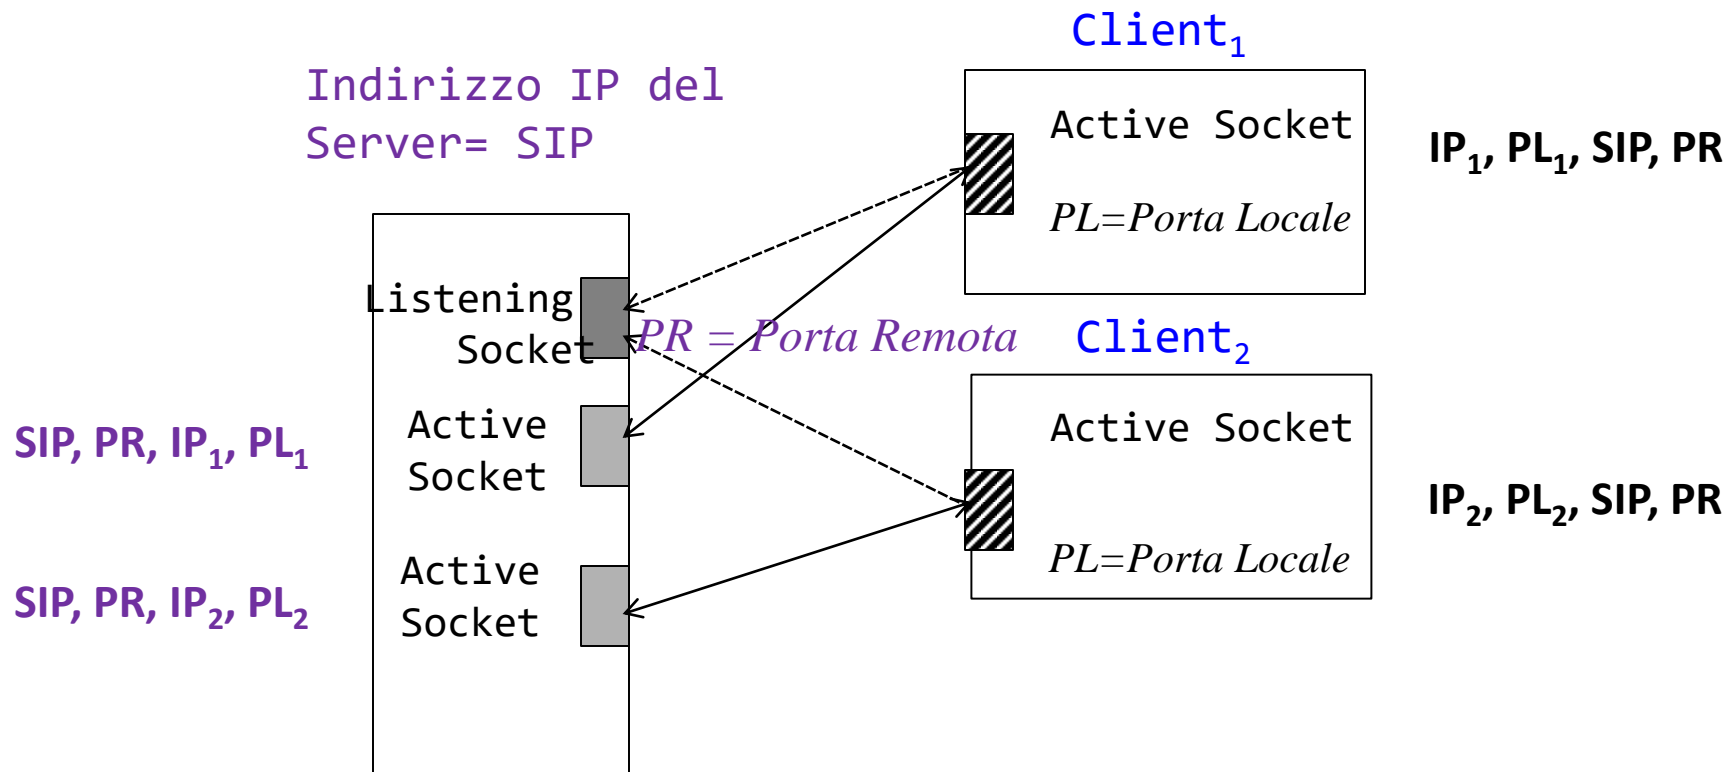 Client₁
Indirizzo IP del
Server= SIP
Active Socket
IP₁, PL₁, SIP, PR
PL=Porta Locale
Listening
Socket
PR = Porta Remota
Client₂
Active
Socket
SIP, PR, IP₁, PL₁
Active Socket
IP₂, PL₂, SIP, PR
PL=Porta Locale
Active
Socket
SIP, PR, IP₂, PL₂